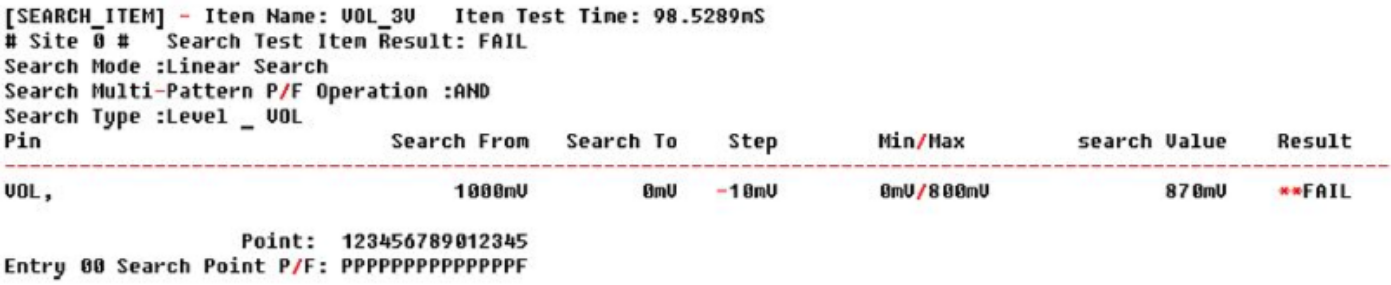 [SEARCH_ITEM] - Item Name: VOL_3V   Item Test Time: 98.5289mS
# Site 0 #   Search Test Item Result: FAIL
Search Mode :Linear Search
Search Multi-Pattern P/F Operation :AND
Search Type :Level _ VOL
Pin   Search From   Search To   Step   Min/Max   search Value   Result
VOL,   1000mV   0mV   -10mV   0mV/800mV   870mV   **FAIL
Point:  123456789012345
Entry 00 Search Point P/F: PPPPPPPPPPPPPPF